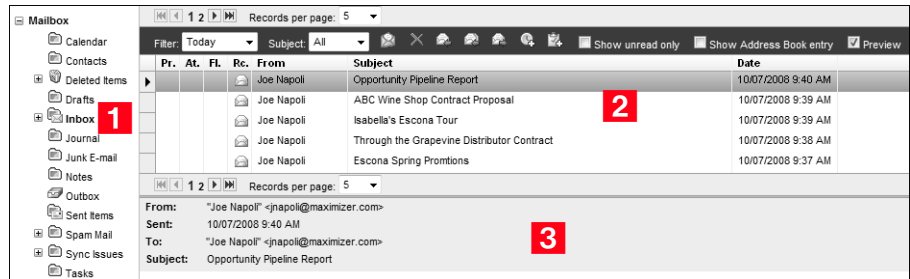 Mailbox
Calendar
Contacts
Deleted Items
Drafts
Inbox
Journal
Junk E-mail
Notes
Outbox
Sent Items
Spam Mail
Sync Issues
Tasks
1
1 2 Records per page: 5
Filter: Today Subject: All Show unread only Show Address Book entry Preview
Pr. At. Fl. Rc. From Subject Date
Joe Napoli Opportunity Pipeline Report 10/07/2008 9:40 AM
Joe Napoli ABC Wine Shop Contract Proposal 10/07/2008 9:39 AM
2
Joe Napoli Isabella's Escona Tour 10/07/2008 9:39 AM
Joe Napoli Through the Grapevine Distributor Contract 10/07/2008 9:38 AM
Joe Napoli Escona Spring Promtions 10/07/2008 9:37 AM
1 2 Records per page: 5
From: "Joe Napoli" <jnapoli@maximizer.com>
Sent: 10/07/2008 9:40 AM
To: "Joe Napoli" <jnapoli@maximizer.com>
Subject: Opportunity Pipeline Report
3